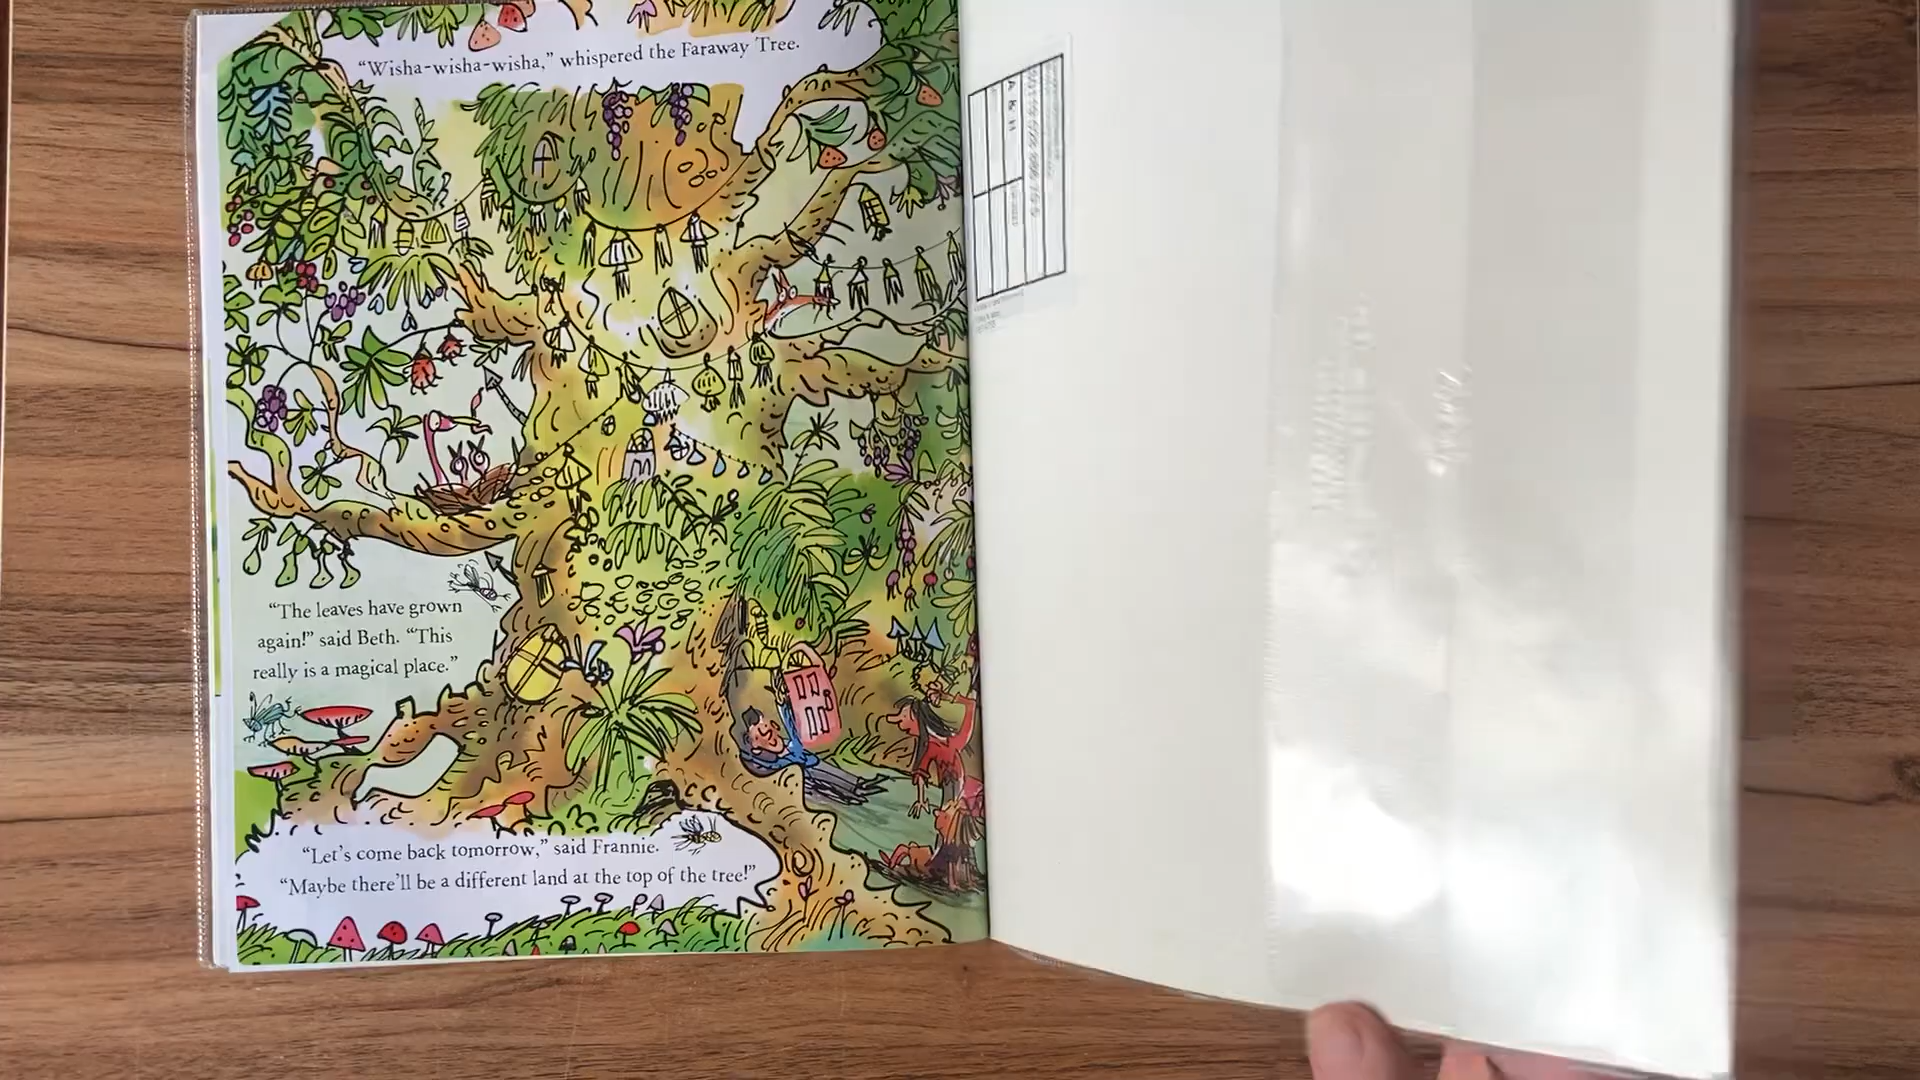 “Wisha-wisha-wisha,” whispered the Faraway Tree.
“The leaves have grown
again!” said Beth. “This
really is a magical place.”
“Let’s come back tomorrow,” said Frannie.
“Maybe there’ll be a different land at the top of the tree!”